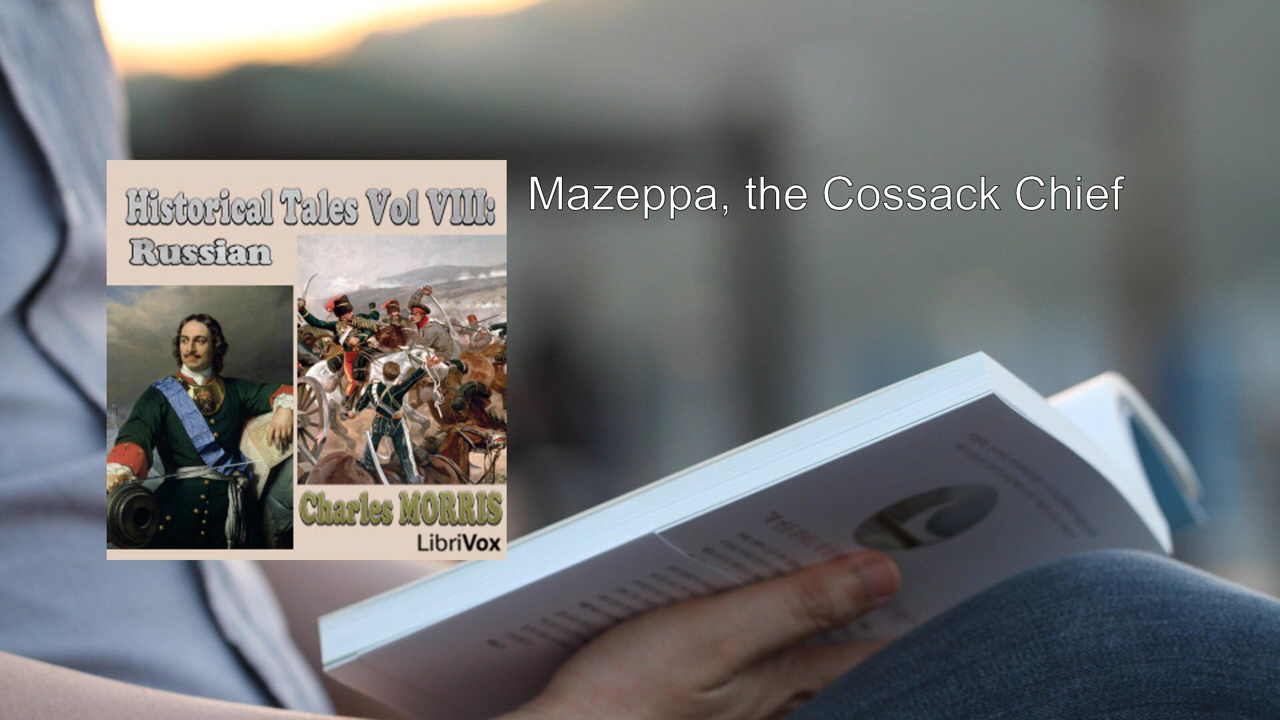 Mazeppa, the Cossack Chief
Historical Tales Vol VIII:
Russian
Charles MORRIS
LibriVox